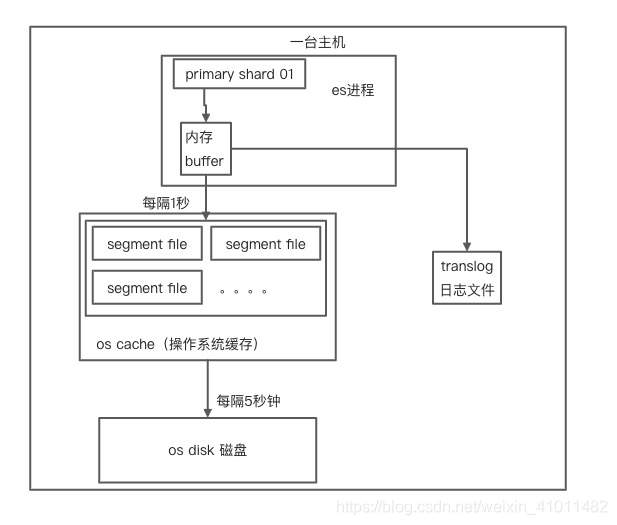 一台主机
primary shard 01
es进程
内存
buffer
每隔1秒
segment file
segment file
segment file
。。。。
translog
日志文件
os cache（操作系统缓存）
每隔5秒钟
os disk 磁盘
https://blog.csdn.net/weixin_41011482